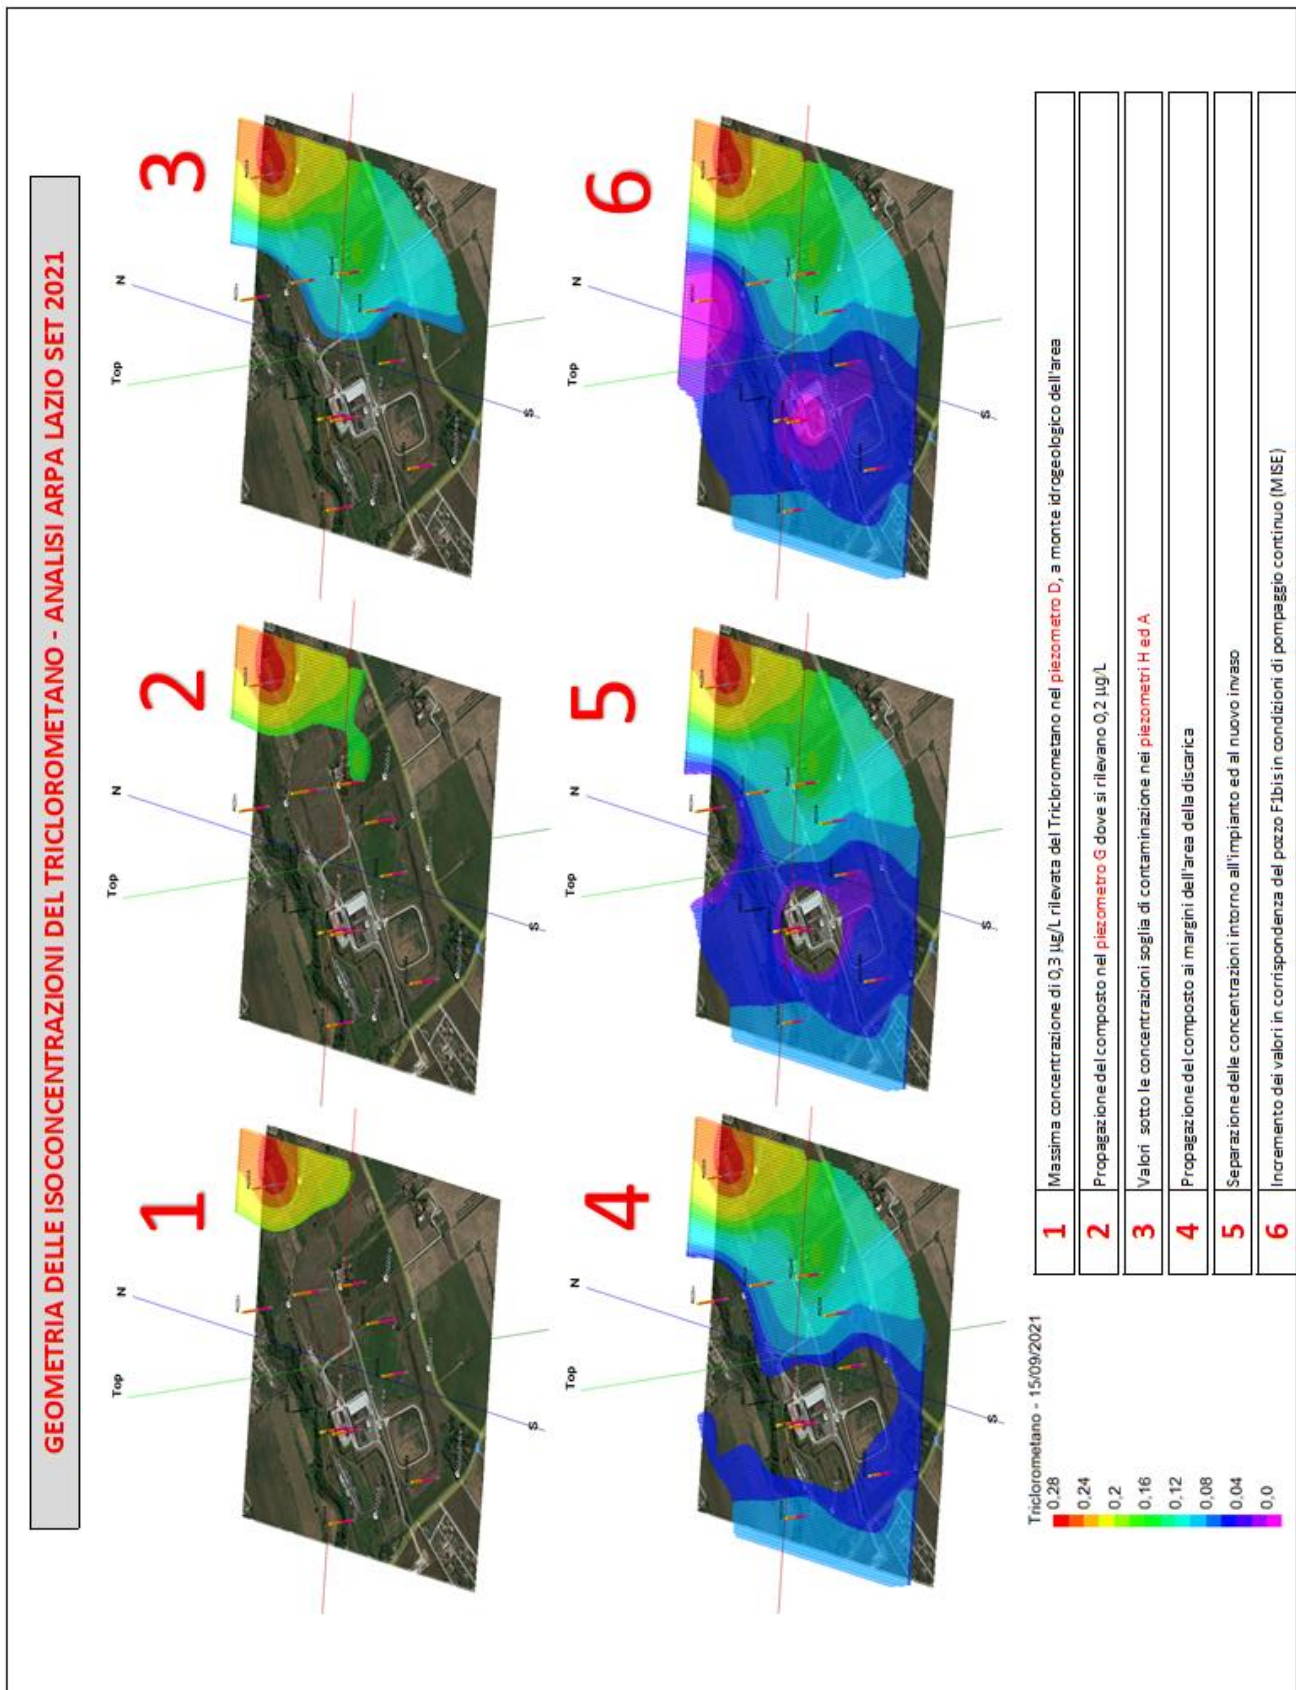 GEOMETRIA DELLE ISOCONCENTRAZIONI DEL TRICLOROMETANO - ANALISI ARPA LAZIO SET 2021
1
Top
N
S
2
Top
N
S
3
Top
N
S
4
Top
N
S
5
Top
N
S
6
Top
N
S
Triclorometano - 15/09/2021
0,28
0,24
0,2
0,16
0,12
0,08
0,04
0,0
1 Massima concentrazione di 0,3 µg/L rilevata del Triclorometano nel piezometro D, a monte idrogeologico dell'area
2 Propagazione del composto nel piezometro G dove si rilevano 0,2 µg/L
3 Valori sotto le concentrazioni soglia di contaminazione nei piezometri H ed A
4 Propagazione del composto ai margini dell'area della discarica
5 Separazione delle concentrazioni intorno all'impianto ed al nuovo invaso
6 Incremento dei valori in corrispondenza del pozzo F1bis in condizioni di pompaggio continuo (MISE)